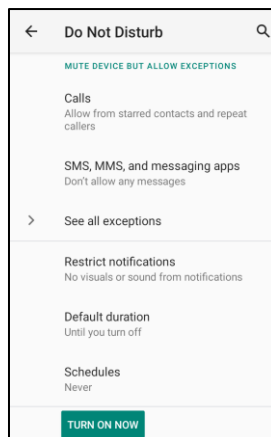 Do Not Disturb
MUTE DEVICE BUT ALLOW EXCEPTIONS
Calls
Allow from starred contacts and repeat
callers
SMS, MMS, and messaging apps
Don't allow any messages
See all exceptions
Restrict notifications
No visuals or sound from notifications
Default duration
Until you turn off
Schedules
Never
TURN ON NOW